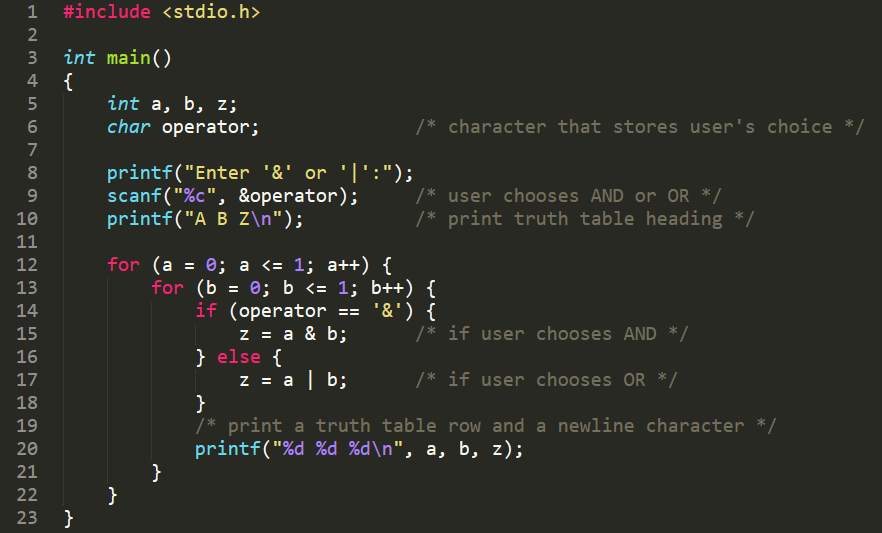 1 #include <stdio.h>
2
3 int main()
4 {
5     int a, b, z;
6     char operator;              /* character that stores user's choice */
7
8     printf("Enter '&' or '|':");
9     scanf("%c", &operator);     /* user chooses AND or OR */
10     printf("A B Z\n");          /* print truth table heading */
11
12     for (a = 0; a <= 1; a++) {
13         for (b = 0; b <= 1; b++) {
14             if (operator == '&') {
15                 z = a & b;      /* if user chooses AND */
16             } else {
17                 z = a | b;      /* if user chooses OR */
18             }
19             /* print a truth table row and a newline character */
20             printf("%d %d %d\n", a, b, z);
21         }
22     }
23 }